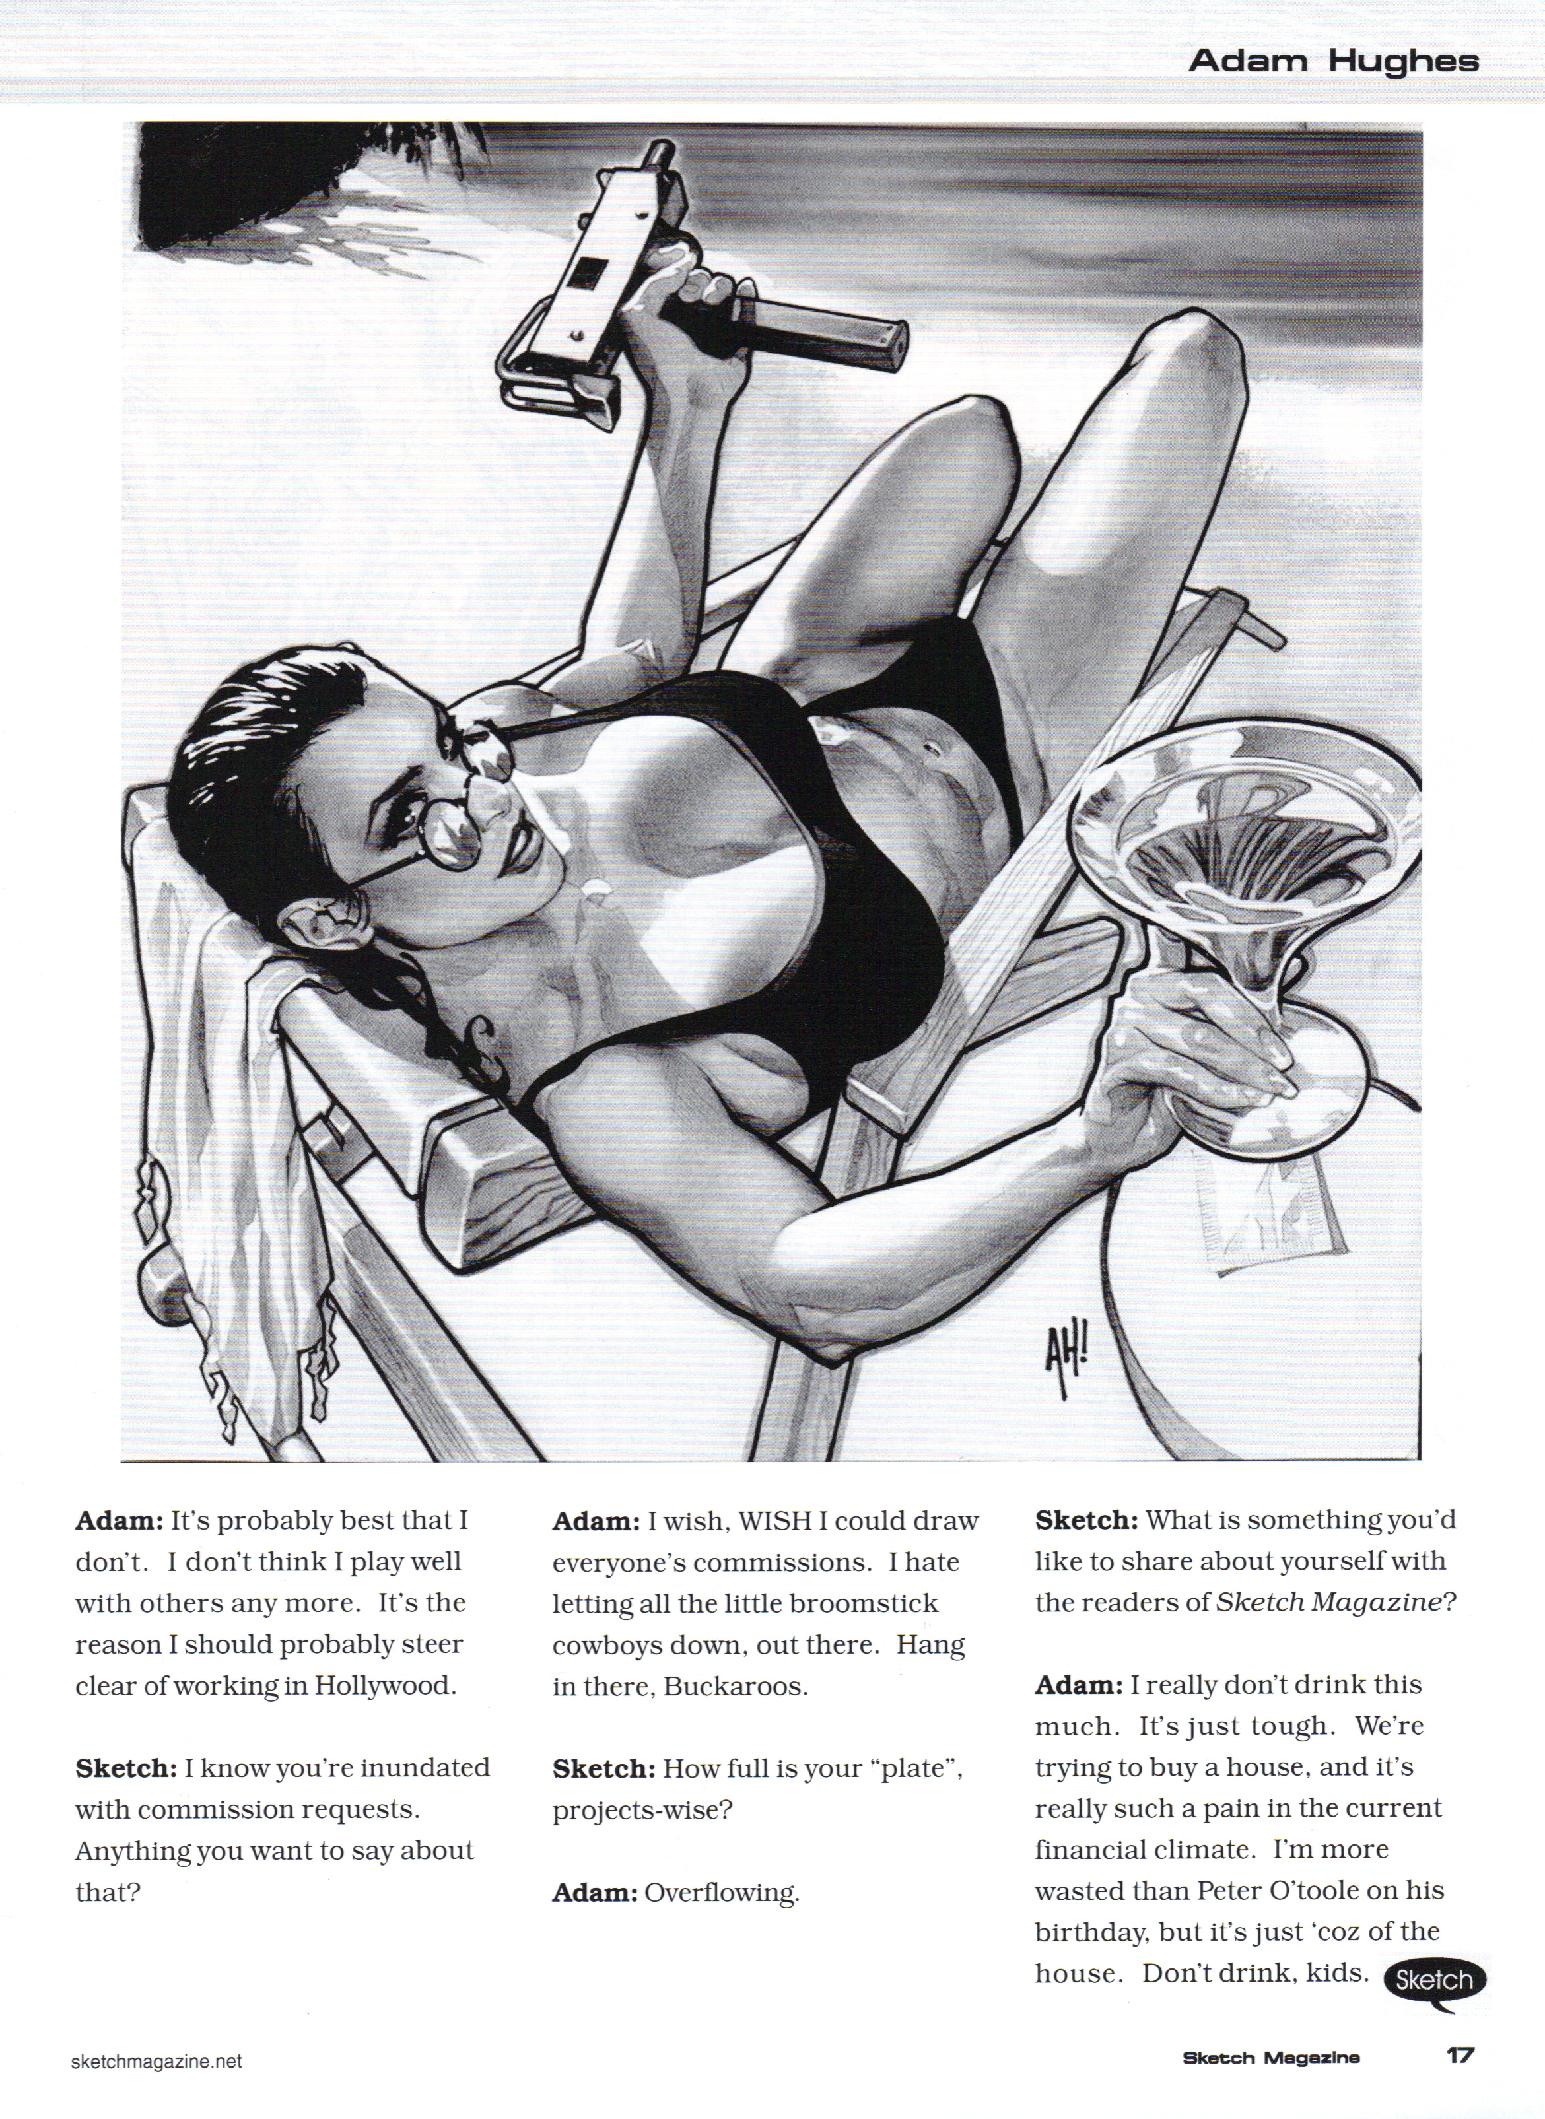 Adam Hughes
AH!
Adam: It's probably best that I
don't. I don't think I play well
with others any more. It's the
reason I should probably steer
clear of working in Hollywood.
Sketch: I know you're inundated
with commission requests.
Anything you want to say about
that?
Adam: I wish, WISH I could draw
everyone's commissions. I hate
letting all the little broomstick
cowboys down, out there. Hang
in there, Buckaroos.
Sketch: How full is your “plate”,
projects-wise?
Adam: Overflowing.
Sketch: What is something you'd
like to share about yourself with
the readers of Sketch Magazine?
Adam: I really don't drink this
much. It's just tough. We're
trying to buy a house, and it's
really such a pain in the current
financial climate. I'm more
wasted than Peter O'toole on his
birthday, but it's just ‘coz of the
house. Don't drink, kids.
Sketch
sketchmagazine.net
Sketch Magazine 17